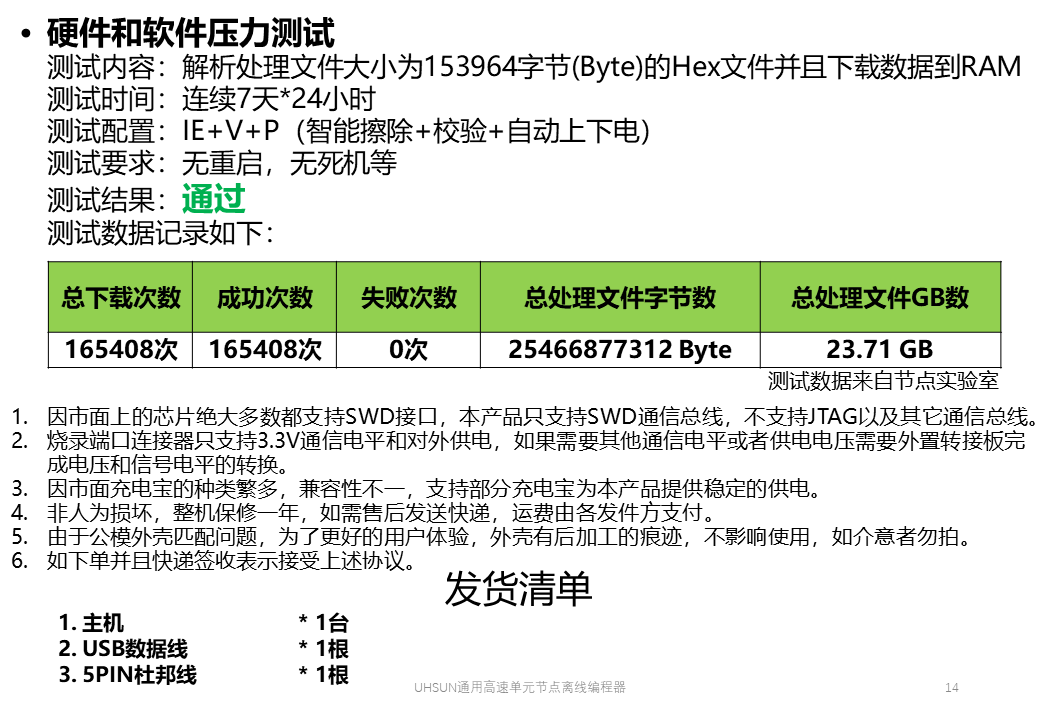 • 硬件和软件压力测试
测试内容：解析处理文件大小为153964字节(Byte)的Hex文件并且下载数据到RAM
测试时间：连续7天*24小时
测试配置：IE+V+P（智能擦除+校验+自动上下电）
测试要求：无重启，无死机等
测试结果：通过
测试数据记录如下：
总下载次数 成功次数 失败次数 总处理文件字节数 总处理文件GB数
165408次 165408次 0次 25466877312 Byte 23.71 GB
测试数据来自节点实验室
1. 因市面上的芯片绝大多数都支持SWD接口，本产品只支持SWD通信总线，不支持JTAG以及其它通信总线。
2. 烧录端口连接器只支持3.3V通信电平和对外供电，如果需要其他通信电平或者供电电压需要外置转接板完
成电压和信号电平的转换。
3. 因市面充电宝的种类繁多，兼容性不一，支持部分充电宝为本产品提供稳定的供电。
4. 非人为损坏，整机保修一年，如需售后发送快递，运费由各发件方支付。
5. 由于公模外壳匹配问题，为了更好的用户体验，外壳有后加工的痕迹，不影响使用，如介意者勿拍。
6. 如下单并且快递签收表示接受上述协议。
发货清单
1. 主机 * 1台
2. USB数据线 * 1根
3. 5PIN杜邦线 * 1根
UHSUN通用高速单元节点离线编程器 14